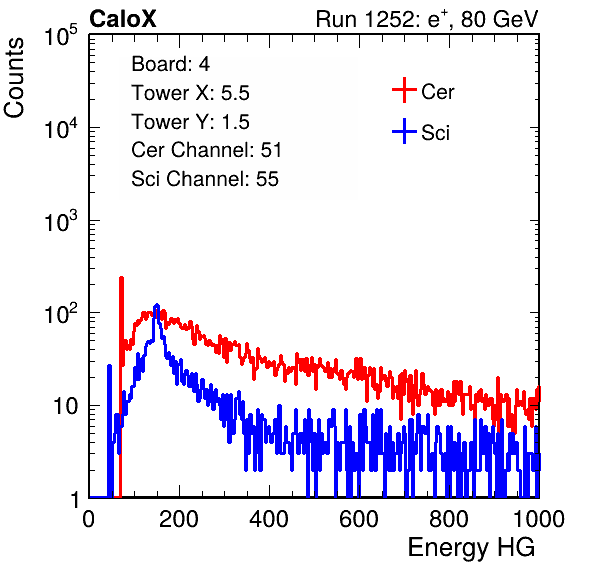 CaloX Run 1252: e⁺, 80 GeV
Counts
Board: 4
Tower X: 5.5
Tower Y: 1.5
Cer Channel: 51
Sci Channel: 55
Cer
Sci
10⁵
10⁴
10³
10²
10
1
0 200 400 600 800 1000
Energy HG